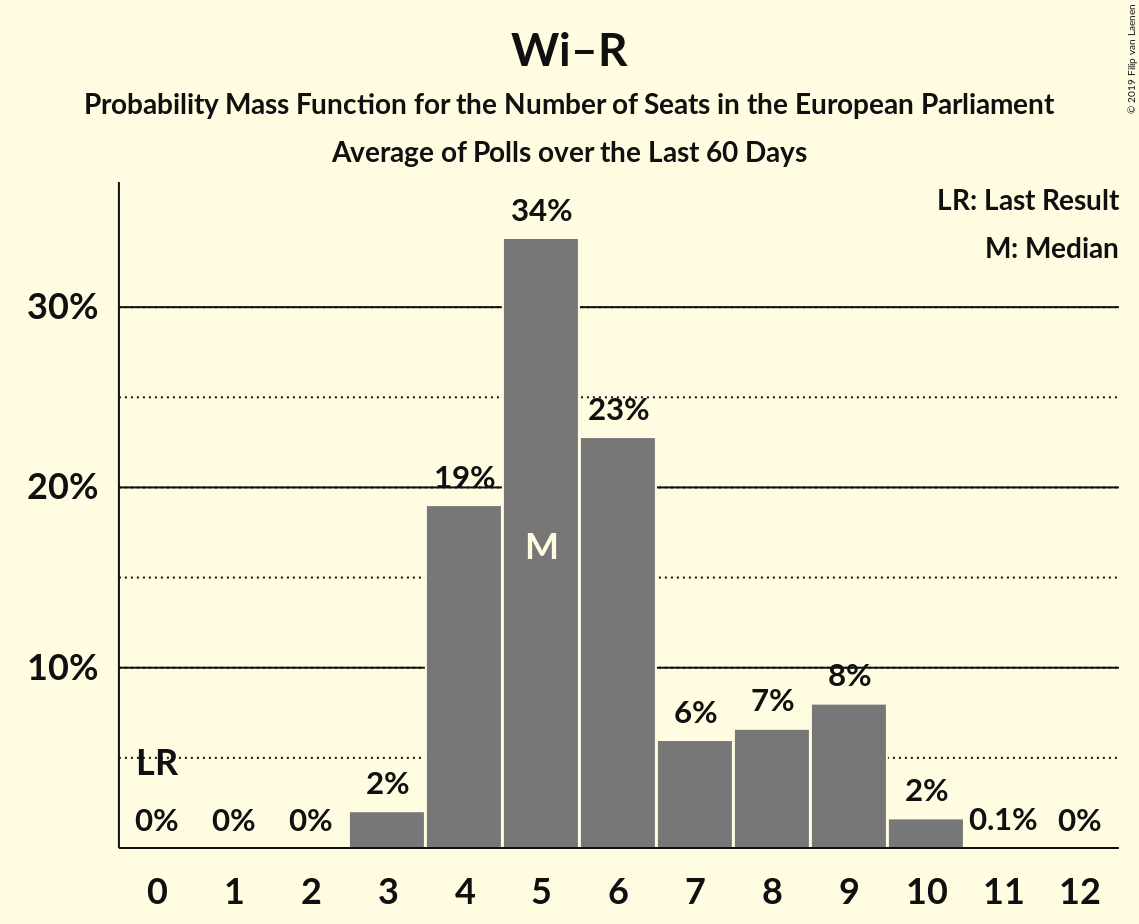 Wi–R
Probability Mass Function for the Number of Seats in the European Parliament
Average of Polls over the Last 60 Days
© 2019 Filip van Laenen
LR: Last Result
M: Median
34%
30%
23%
20%
19%
M
10%
8%
7%
6%
LR
2%
2%
0% 0% 0% 0.1% 0%
0 1 2 3 4 5 6 7 8 9 10 11 12